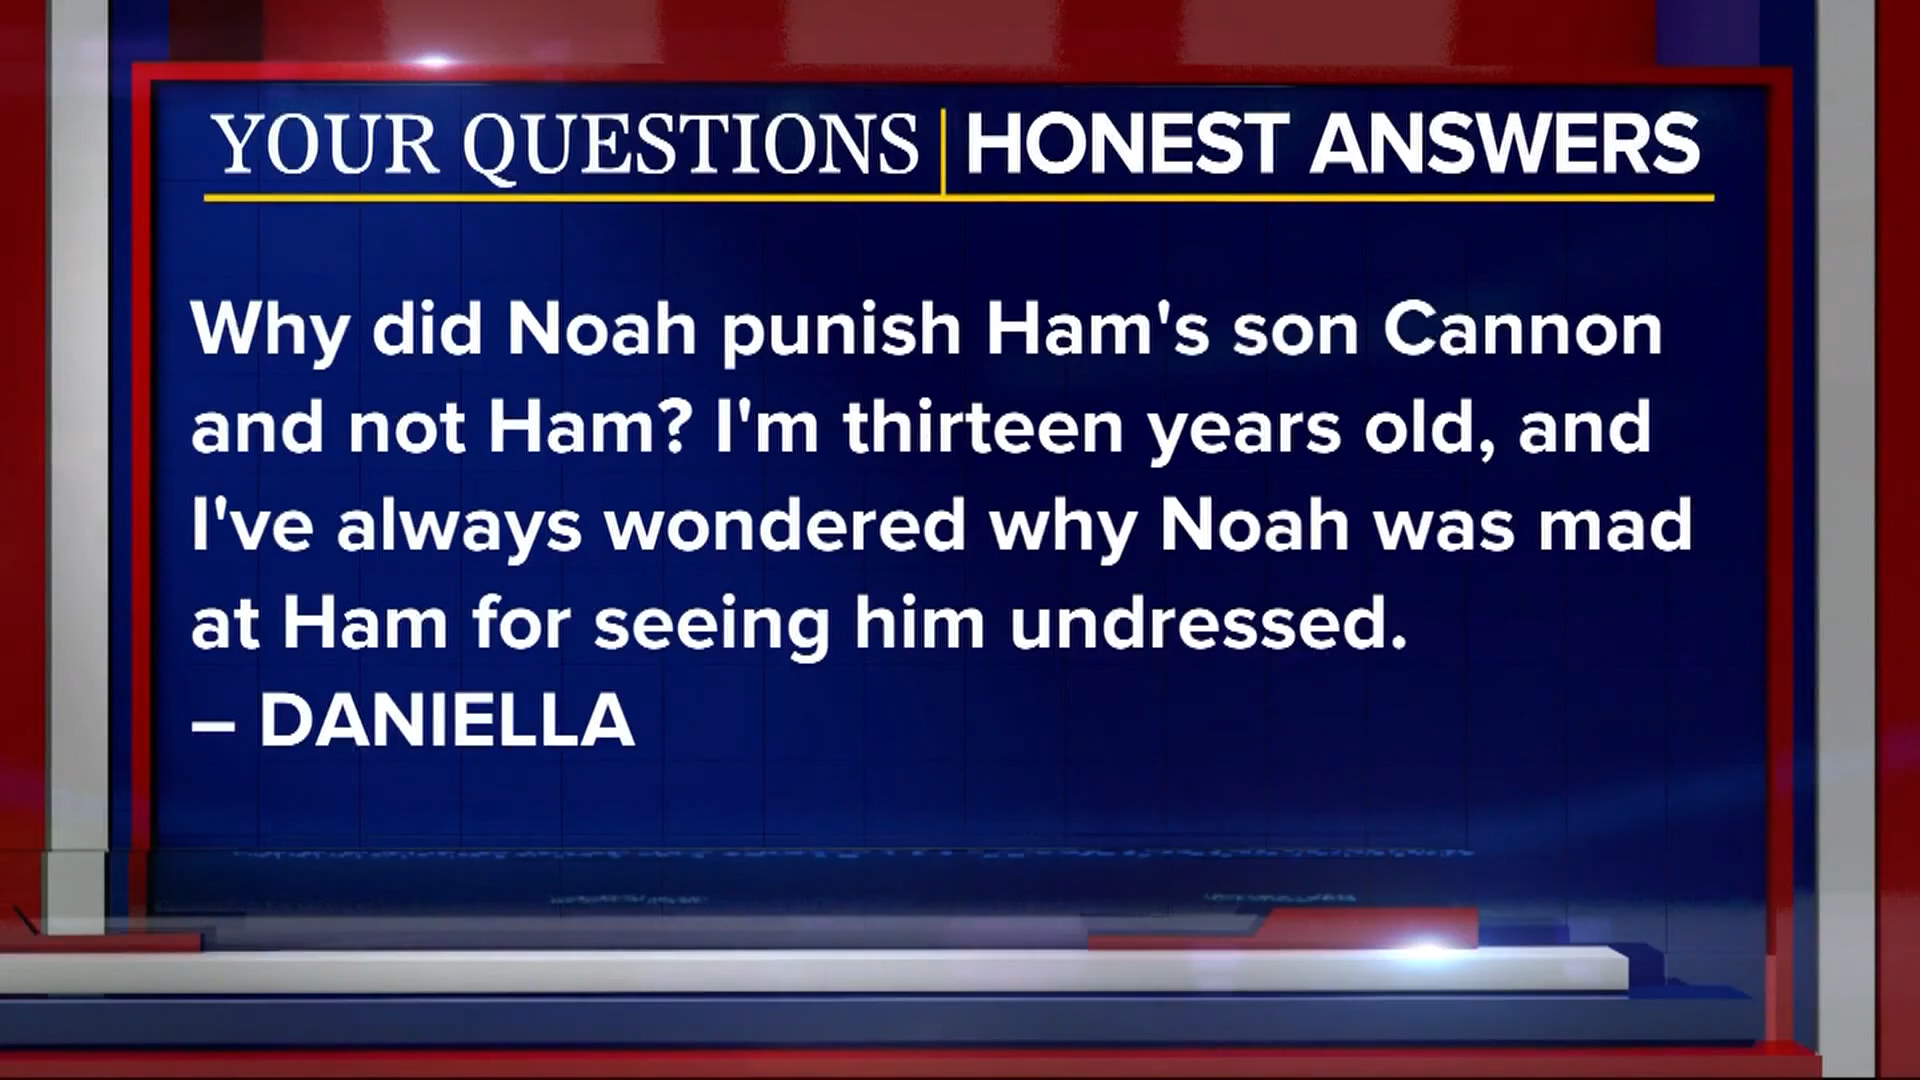 YOUR QUESTIONS | HONEST ANSWERS
Why did Noah punish Ham's son Cannon
and not Ham? I'm thirteen years old, and
I've always wondered why Noah was mad
at Ham for seeing him undressed.
– DANIELLA